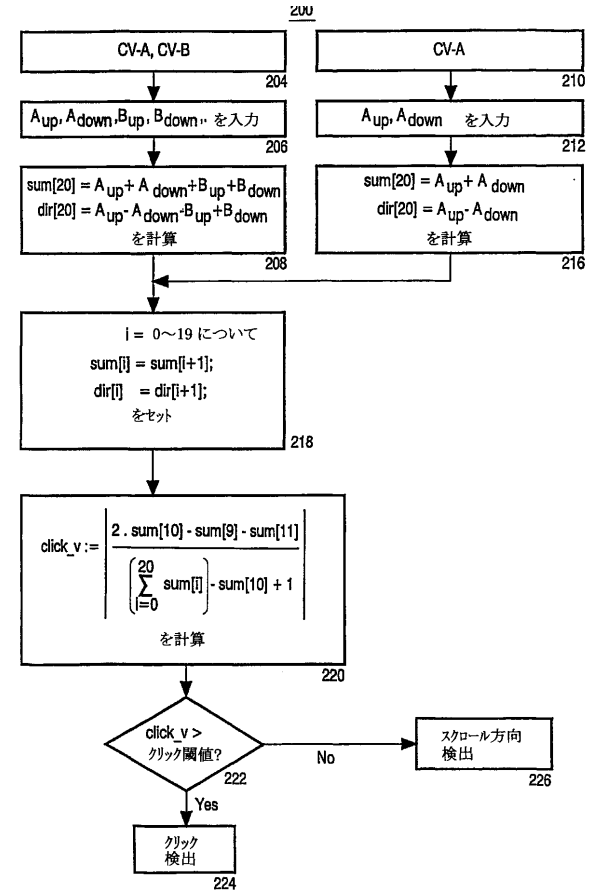 200
CV-A, CV-B
204
Aup, Adown, Bup, Bdown,. を入力
206
sum[20] = Aup + Adown + Bup + Bdown
dir[20] = Aup - Adown - Bup + Bdown
を計算
208
CV-A
210
Aup, Adown を入力
212
sum[20] = Aup + Adown
dir[20] = Aup - Adown
を計算
216
i = 0～19 について
sum[i] = sum[i+1];
dir[i] = dir[i+1];
をセット
218
click_v := | (2 . sum[10] - sum[9] - sum[11]) / ((∑ i=0 20 sum[i]) - sum[10] + 1) |
を計算
220
click_v >
クリック閾値?
222
No
スクロール方向
検出
226
Yes
クリック
検出
224